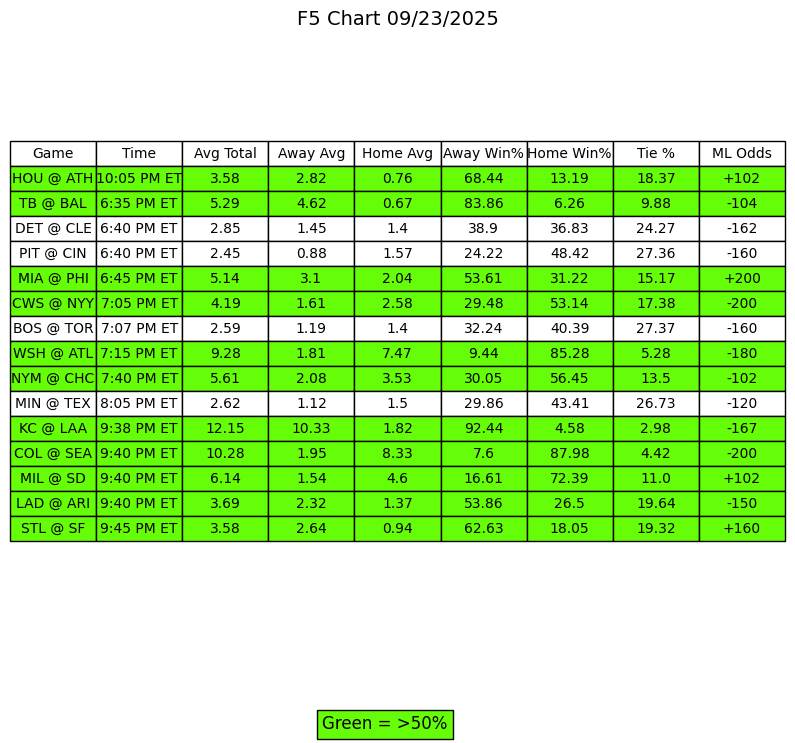 F5 Chart 09/23/2025
Game Time Avg Total Away Avg Home Avg Away Win% Home Win% Tie % ML Odds
HOU @ ATH 10:05 PM ET 3.58 2.82 0.76 68.44 13.19 18.37 +102
TB @ BAL 6:35 PM ET 5.29 4.62 0.67 83.86 6.26 9.88 -104
DET @ CLE 6:40 PM ET 2.85 1.45 1.4 38.9 36.83 24.27 -162
PIT @ CIN 6:40 PM ET 2.45 0.88 1.57 24.22 48.42 27.36 -160
MIA @ PHI 6:45 PM ET 5.14 3.1 2.04 53.61 31.22 15.17 +200
CWS @ NYY 7:05 PM ET 4.19 1.61 2.58 29.48 53.14 17.38 -200
BOS @ TOR 7:07 PM ET 2.59 1.19 1.4 32.24 40.39 27.37 -160
WSH @ ATL 7:15 PM ET 9.28 1.81 7.47 9.44 85.28 5.28 -180
NYM @ CHC 7:40 PM ET 5.61 2.08 3.53 30.05 56.45 13.5 -102
MIN @ TEX 8:05 PM ET 2.62 1.12 1.5 29.86 43.41 26.73 -120
KC @ LAA 9:38 PM ET 12.15 10.33 1.82 92.44 4.58 2.98 -167
COL @ SEA 9:40 PM ET 10.28 1.95 8.33 7.6 87.98 4.42 -200
MIL @ SD 9:40 PM ET 6.14 1.54 4.6 16.61 72.39 11.0 +102
LAD @ ARI 9:40 PM ET 3.69 2.32 1.37 53.86 26.5 19.64 -150
STL @ SF 9:45 PM ET 3.58 2.64 0.94 62.63 18.05 19.32 +160
Green = >50%